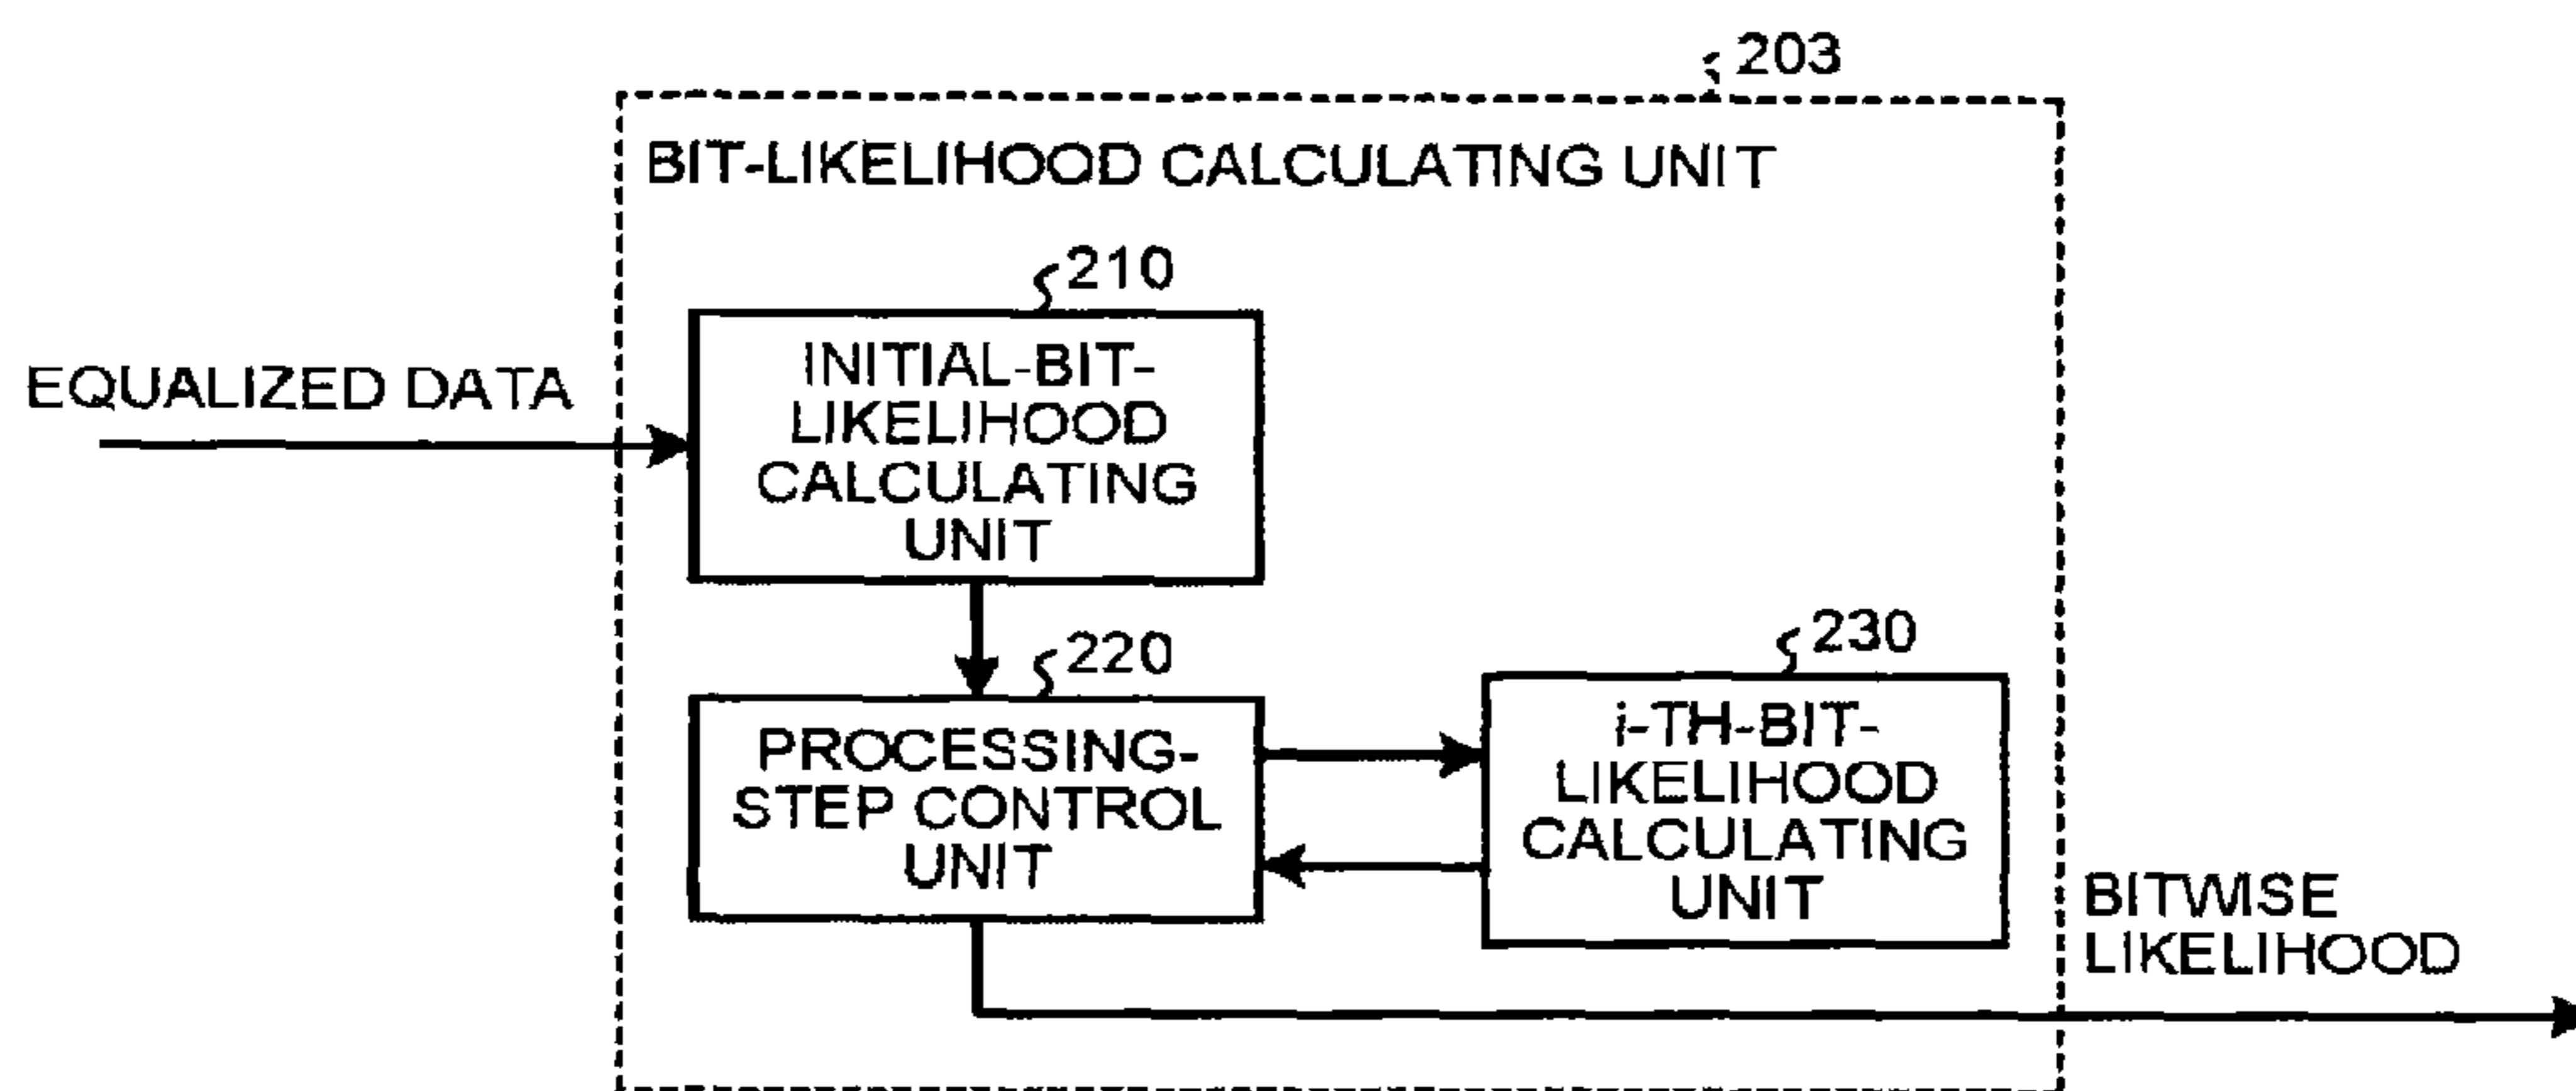 203
BIT-LIKELIHOOD CALCULATING UNIT
210
INITIAL-BIT-
LIKELIHOOD
CALCULATING
UNIT
EQUALIZED DATA
220
PROCESSING-
STEP CONTROL
UNIT
230
i-TH-BIT-
LIKELIHOOD
CALCULATING
UNIT
BITWISE
LIKELIHOOD